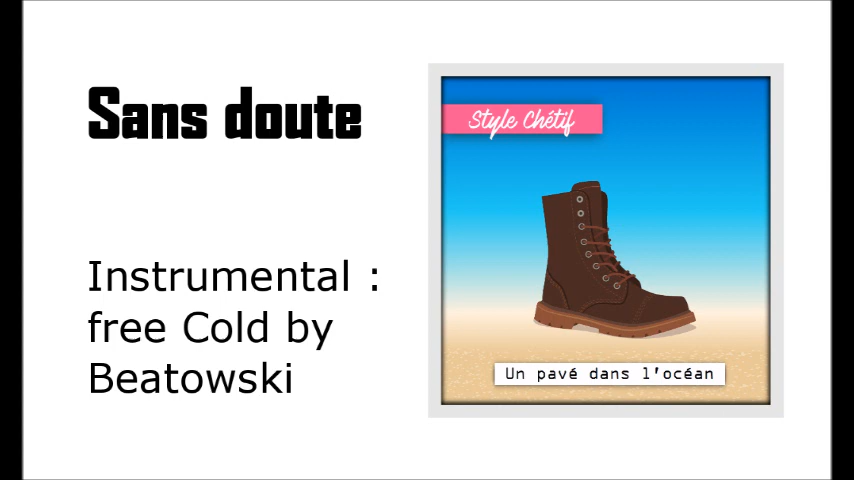 Sans doute
Instrumental :
free Cold by
Beatowski
Style Chétif
Un pavé dans l'océan